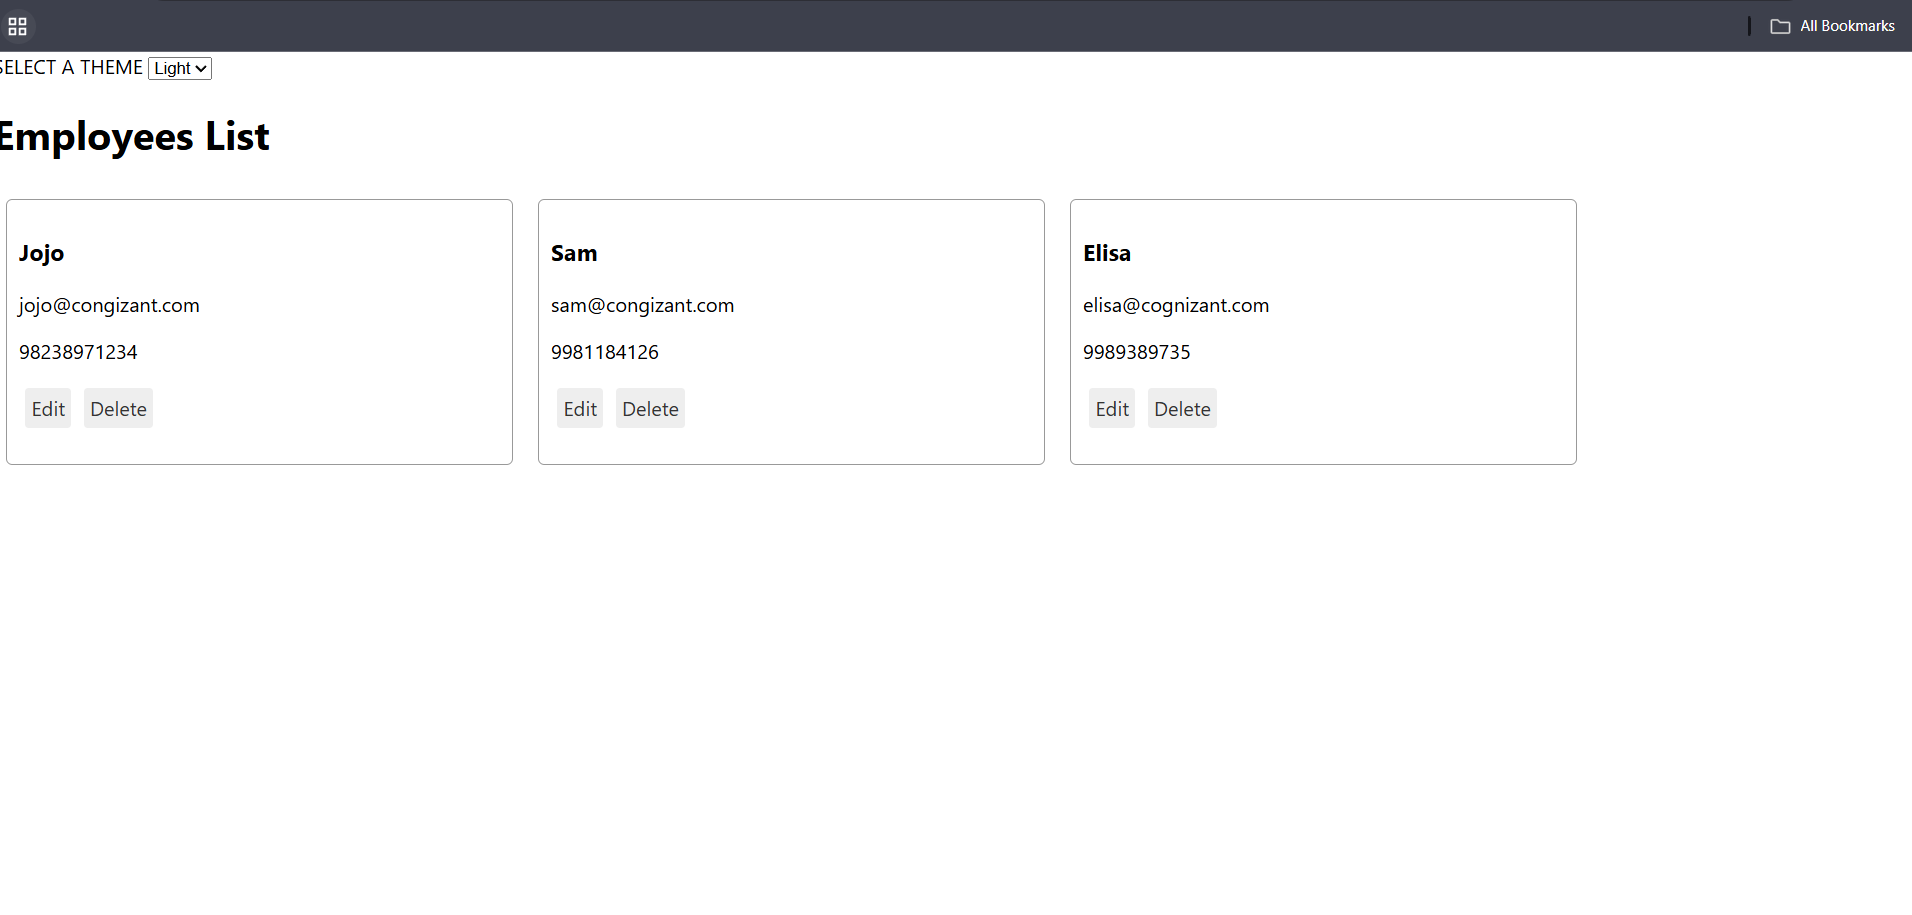 All Bookmarks
SELECT A THEME Light
Employees List
Jojo
jojo@congizant.com
98238971234
Edit Delete
Sam
sam@congizant.com
9981184126
Edit Delete
Elisa
elisa@cognizant.com
9989389735
Edit Delete